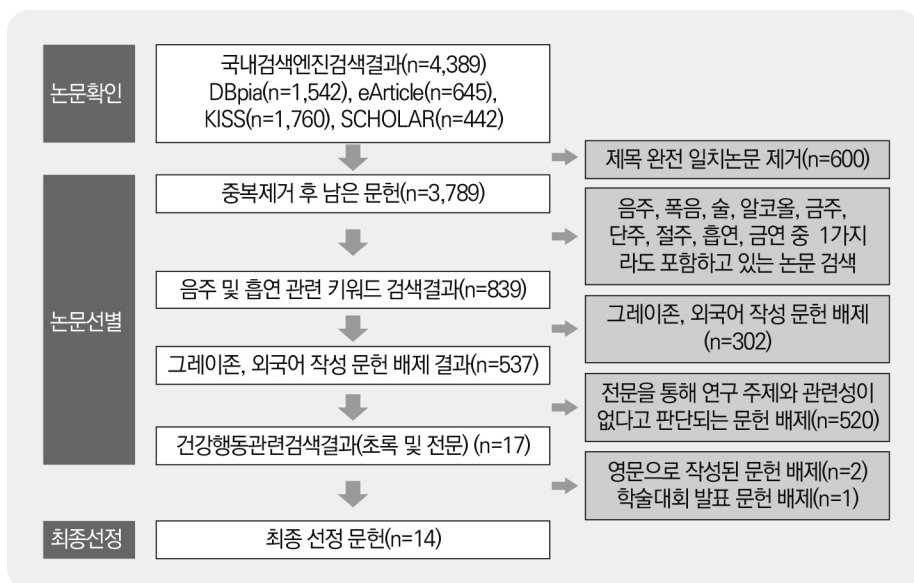 논문확인
국내검색엔진검색결과(n=4,389)
DBpia(n=1,542), eArticle(n=645),
KISS(n=1,760), SCHOLAR(n=442)
제목 완전 일치논문 제거(n=600)
논문선별
중복제거 후 남은 문헌(n=3,789)
음주, 폭음, 술, 알코올, 금주,
단주, 절주, 흡연, 금연 중 1가지
라도 포함하고 있는 논문 검색
음주 및 흡연 관련 키워드 검색결과(n=839)
그레이존, 외국어 작성 문헌 배제
(n=302)
그레이존, 외국어 작성 문헌 배제 결과(n=537)
전문을 통해 연구 주제와 관련성이
없다고 판단되는 문헌 배제(n=520)
건강행동관련검색결과(초록 및 전문) (n=17)
영문으로 작성된 문헌 배제(n=2)
학술대회 발표 문헌 배제(n=1)
최종선정
최종 선정 문헌(n=14)